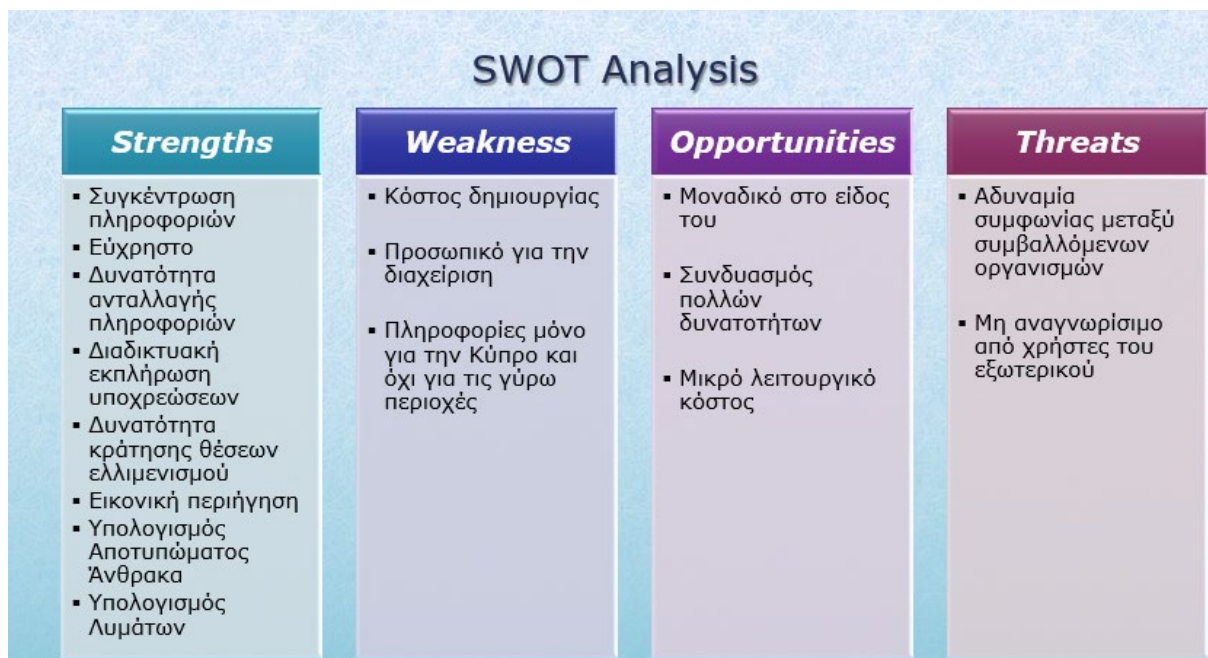 SWOT Analysis
Strengths
▪ Συγκέντρωση
πληροφοριών
▪ Εύχρηστο
▪ Δυνατότητα
ανταλλαγής
πληροφοριών
▪ Διαδικτυακή
εκπλήρωση
υποχρεώσεων
▪ Δυνατότητα
κράτησης θέσεων
ελλιμενισμού
▪ Εικονική περιήγηση
▪ Υπολογισμός
Αποτυπώματος
Άνθρακα
▪ Υπολογισμός
Λυμάτων
Weakness
▪ Κόστος δημιουργίας
▪ Προσωπικό για την
διαχείριση
▪ Πληροφορίες μόνο
για την Κύπρο και
όχι για τις γύρω
περιοχές
Opportunities
▪ Μοναδικό στο είδος
του
▪ Συνδυασμός
πολλών
δυνατοτήτων
▪ Μικρό λειτουργικό
κόστος
Threats
▪ Αδυναμία
συμφωνίας μεταξύ
συμβαλλόμενων
οργανισμών
▪ Μη αναγνωρίσιμο
από χρήστες του
εξωτερικού